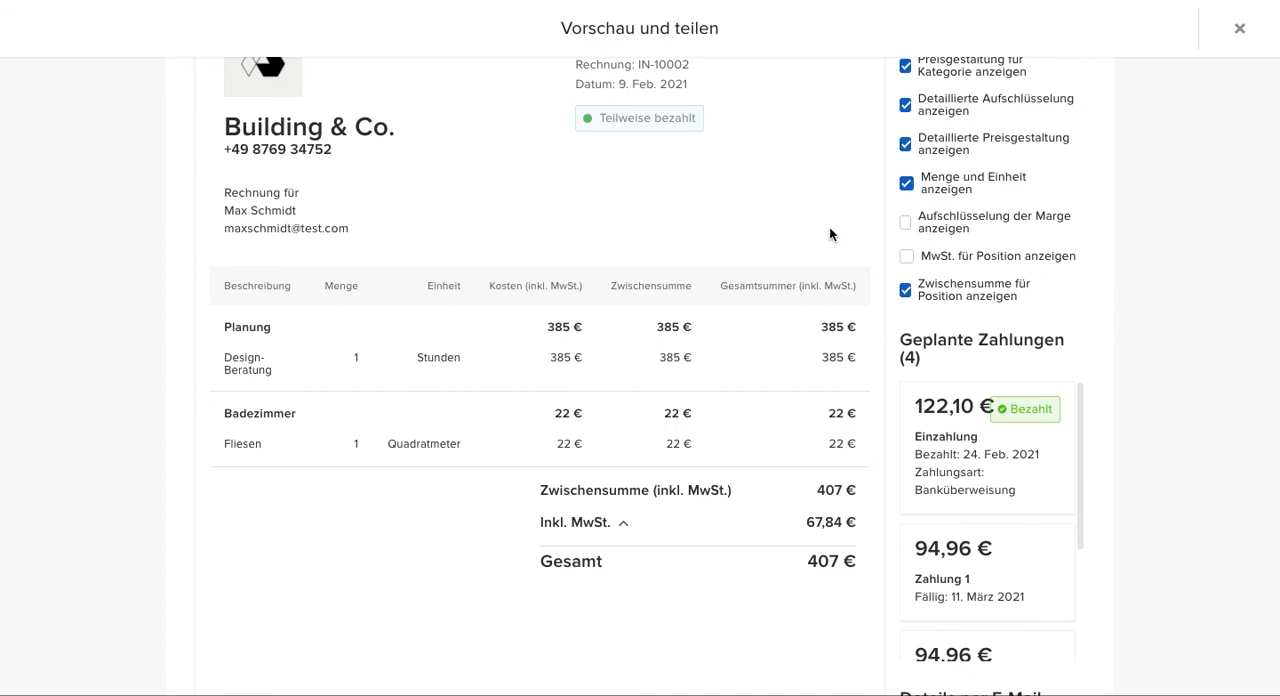 Vorschau und teilen
Rechnung: IN-10002
Datum: 9. Feb. 2021
Teilweise bezahlt
Building & Co.
+49 8769 34752
Rechnung für
Max Schmidt
maxschmidt@test.com
Beschreibung Menge Einheit Kosten (inkl. MwSt.) Zwischensumme Gesamtsummer (inkl. MwSt.)
Planung 385 € 385 € 385 €
Design- 1 Stunden 385 € 385 € 385 €
Beratung
Badezimmer 22 € 22 € 22 €
Fliesen 1 Quadratmeter 22 € 22 € 22 €
Zwischensumme (inkl. MwSt.) 407 €
Inkl. MwSt. 67,84 €
Gesamt 407 €
Preisgestaltung für
Kategorie anzeigen
Detaillierte Aufschlüsselung
anzeigen
Detaillierte Preisgestaltung
anzeigen
Menge und Einheit
anzeigen
Aufschlüsselung der Marge
anzeigen
MwSt. für Position anzeigen
Zwischensumme für
Position anzeigen
Geplante Zahlungen
(4)
122,10 € Bezahlt
Einzahlung
Bezahlt: 24. Feb. 2021
Zahlungsart:
Banküberweisung
94,96 €
Zahlung 1
Fällig: 11. März 2021
94,96 €
Details per E-Mail